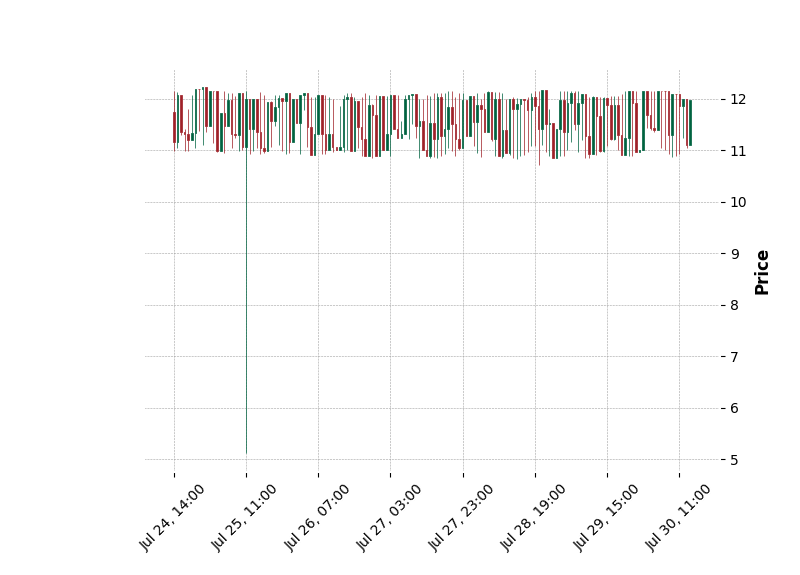 12
11
10
9
8
7
6
5
Price
Jul 24, 14:00
Jul 25, 11:00
Jul 26, 07:00
Jul 27, 03:00
Jul 27, 23:00
Jul 28, 19:00
Jul 29, 15:00
Jul 30, 11:00